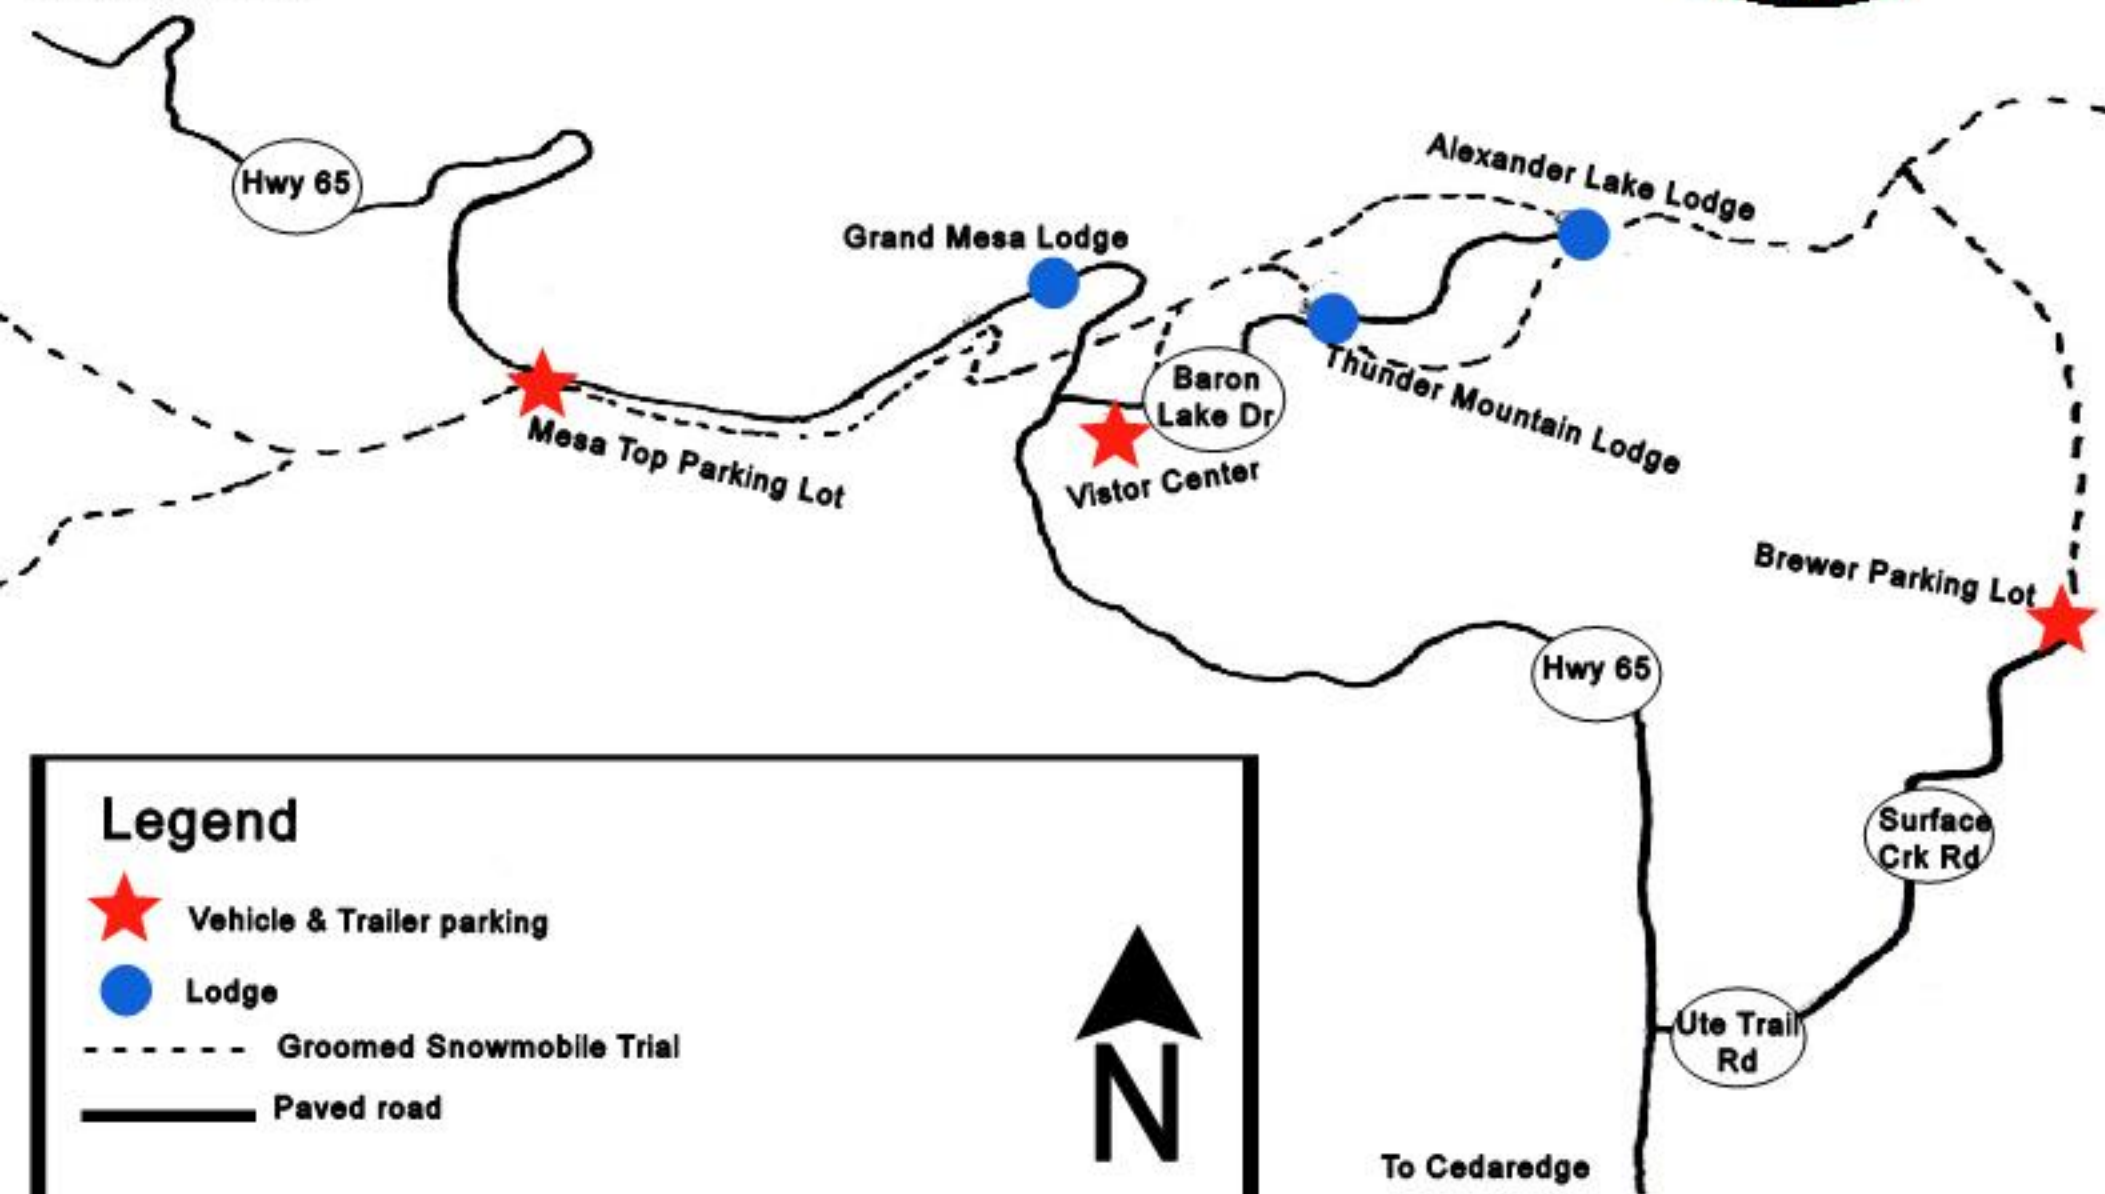 Hwy 65
Alexander Lake Lodge
Grand Mesa Lodge
Baron
Lake Dr
Thunder Mountain Lodge
Mesa Top Parking Lot
Vistor Center
Brewer Parking Lot
Hwy 65
Surface
Crk Rd
Ute Trail
Rd
To Cedaredge
Legend
Vehicle & Trailer parking
Lodge
Groomed Snowmobile Trial
Paved road
N